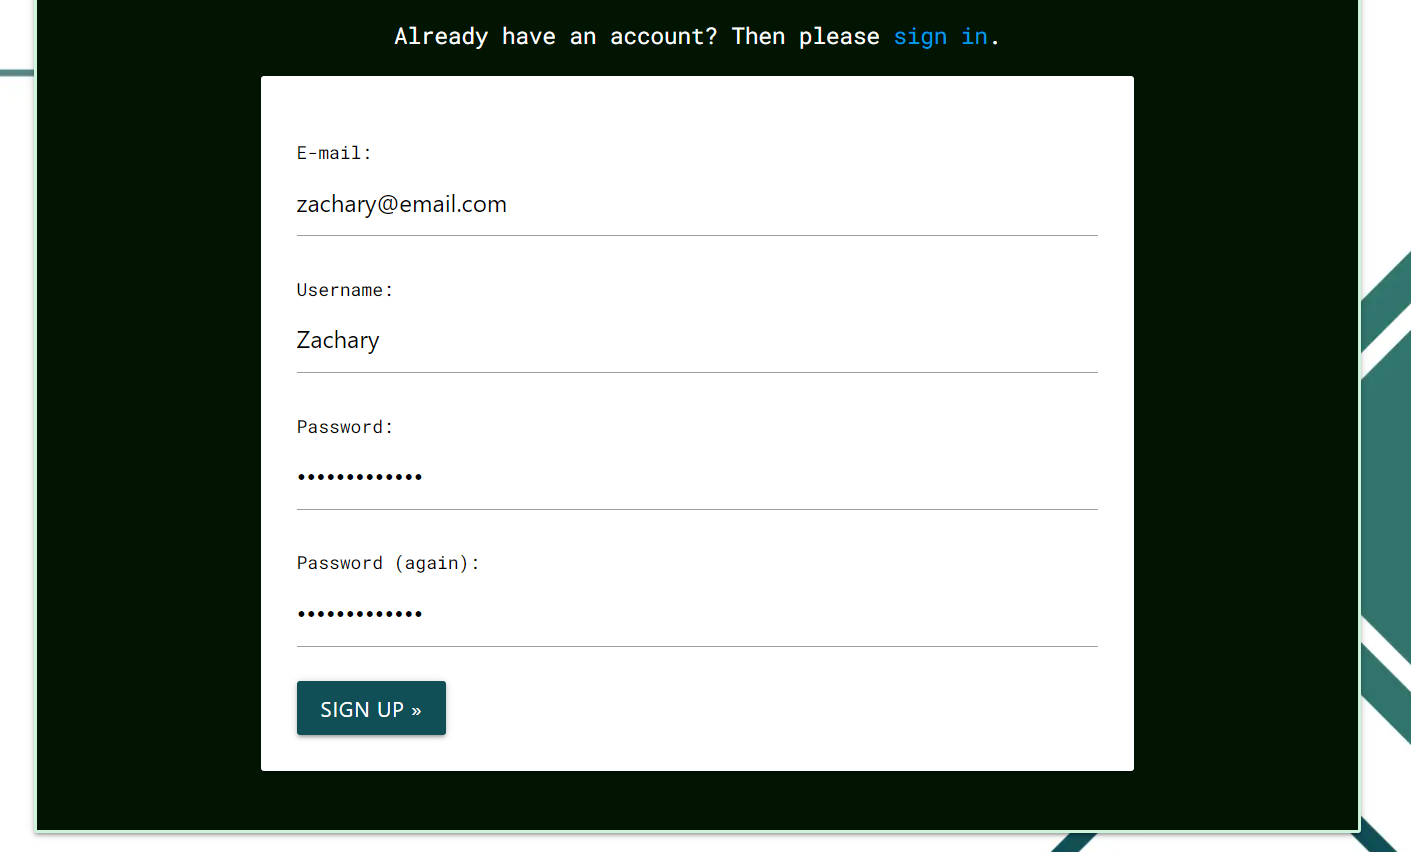 Already have an account? Then please sign in.
E-mail:
zachary@email.com
Username:
Zachary
Password:
•••••••••••••
Password (again):
•••••••••••••
SIGN UP »